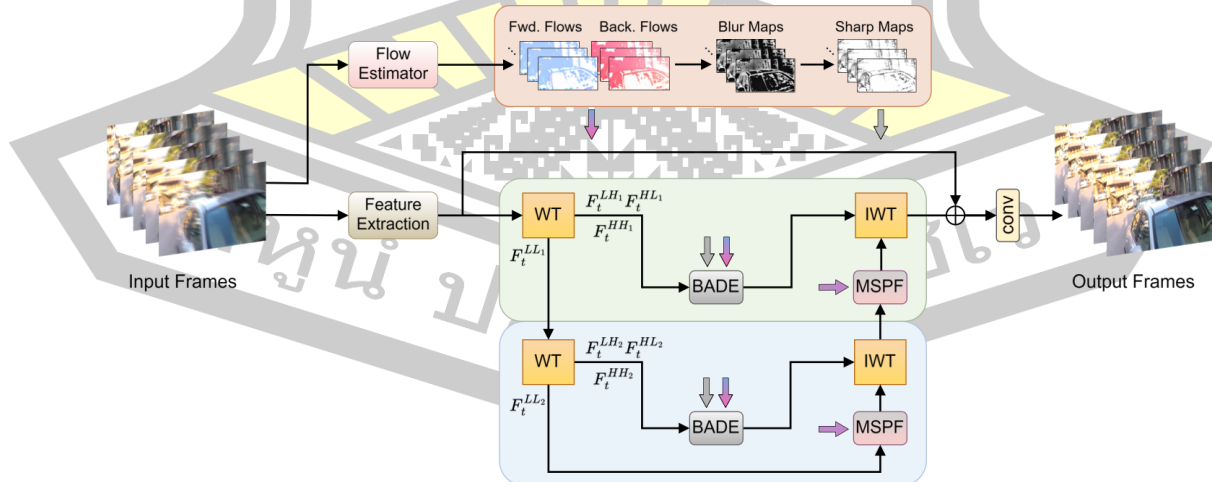 Fwd. Flows
Back. Flows
Blur Maps
Sharp Maps
Flow
Estimator
Input Frames
Feature
Extraction
WT
F_t^{LH_1} F_t^{HL_1}
F_t^{HH_1}
F_t^{LL_1}
BADE
IWT
MSPF
conv
Output Frames
WT
F_t^{LH_2} F_t^{HL_2}
F_t^{HH_2}
F_t^{LL_2}
BADE
IWT
MSPF